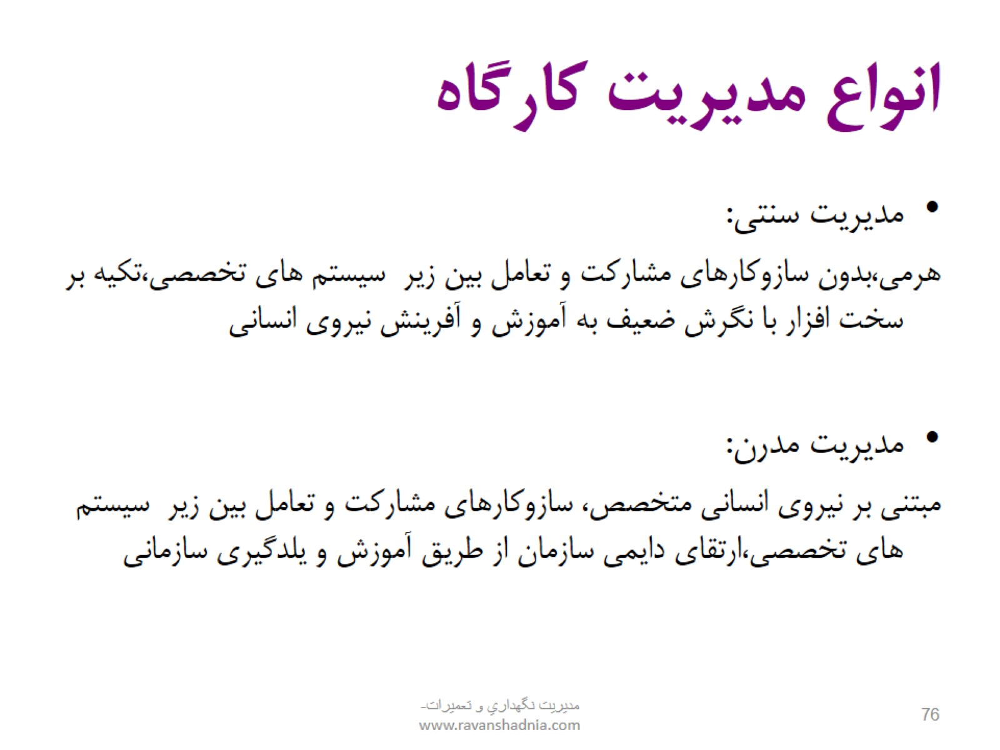 انواع مدیریت کارگاه
• مدیریت سنتی:
هرمی،بدون سازوکارهای مشارکت و تعامل بین زیر سیستم های تخصصی،تکیه بر
سخت افزار با نگرش ضعیف به آموزش و آفرینش نیروی انسانی
• مدیریت مدرن:
مبتنی بر نیروی انسانی متخصص، سازوکارهای مشارکت و تعامل بین زیر سیستم
های تخصصی،ارتقای دایمی سازمان از طریق آموزش و یلدگیری سازمانی
مديريت نگهداري و تعميرات-
www.ravanshadnia.com
76